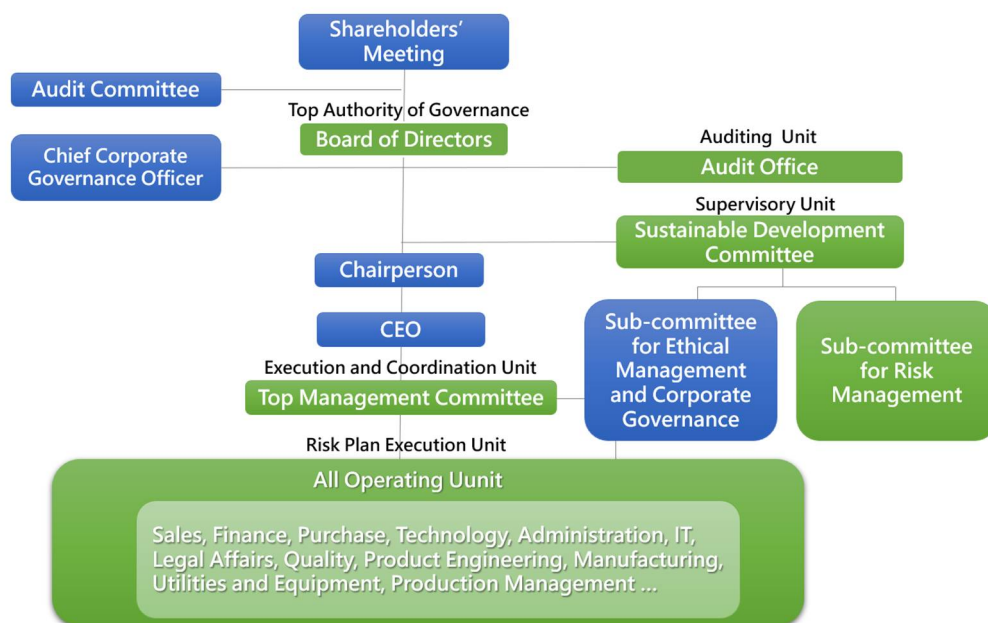 Shareholders'
Meeting
Audit Committee
Top Authority of Governance
Board of Directors
Chief Corporate
Governance Officer
Auditing Unit
Audit Office
Supervisory Unit
Sustainable Development
Committee
Chairperson
CEO
Execution and Coordination Unit
Top Management Committee
Sub-committee
for Ethical
Management
and Corporate
Governance
Sub-committee
for Risk
Management
Risk Plan Execution Unit
All Operating Uunit
Sales, Finance, Purchase, Technology, Administration, IT,
Legal Affairs, Quality, Product Engineering, Manufacturing,
Utilities and Equipment, Production Management ...